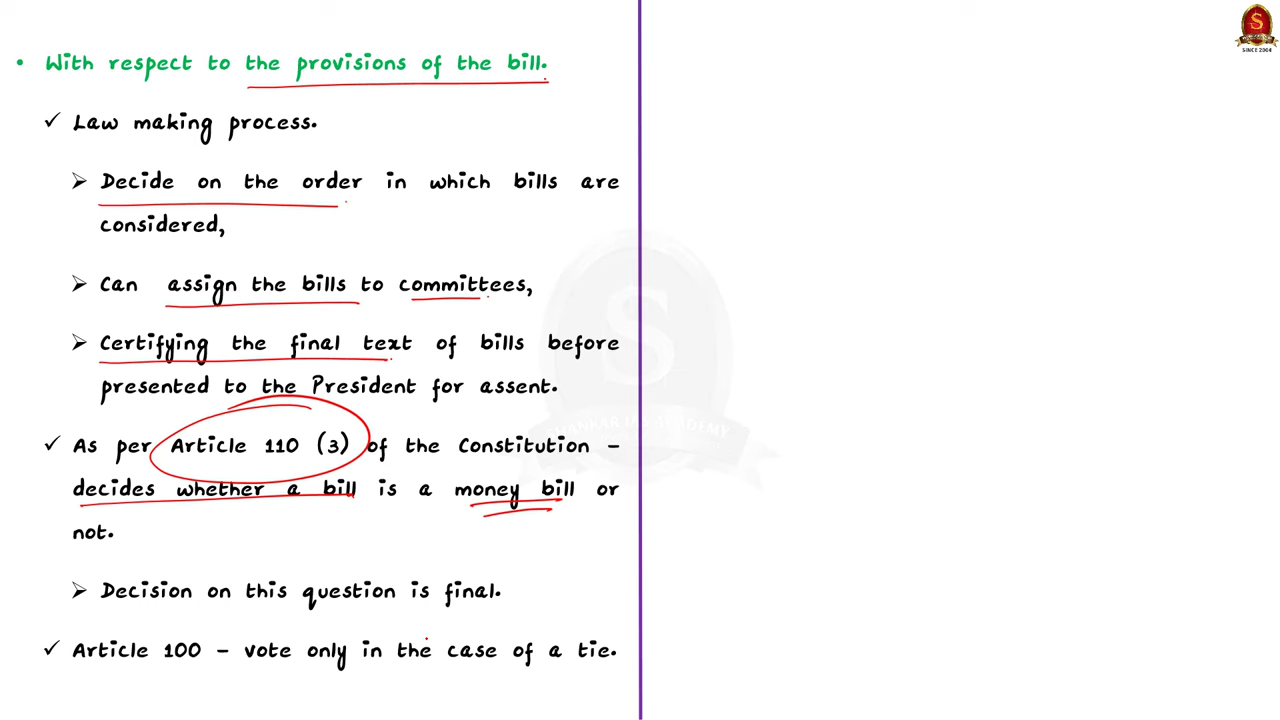 • With respect to the provisions of the bill.
✓ Law making process.
➢ Decide on the order in which bills are
considered,
➢ Can assign the bills to committees,
➢ Certifying the final text of bills before
presented to the President for assent.
✓ As per Article 110 (3) of the Constitution –
decides whether a bill is a money bill or
not.
➢ Decision on this question is final.
✓ Article 100 – vote only in the case of a tie.
S
SINCE 2004